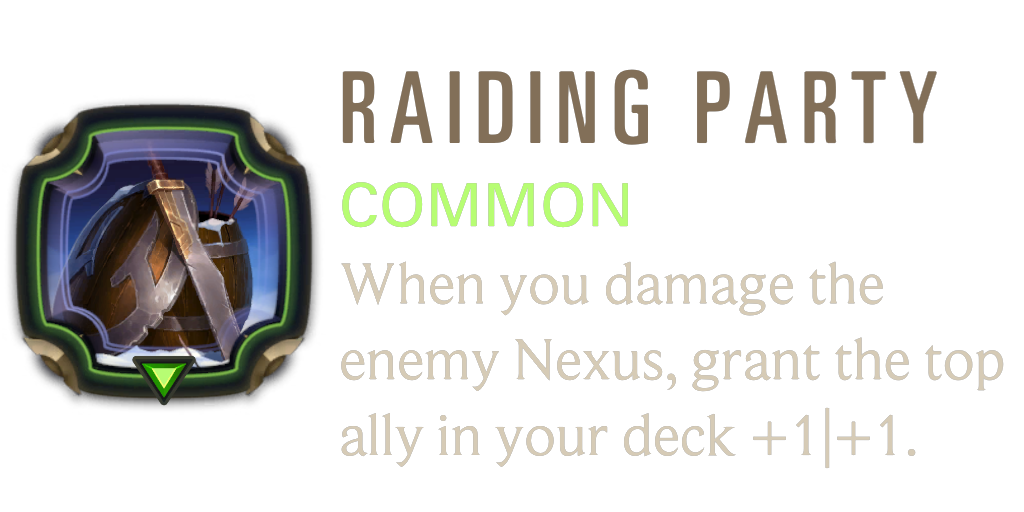 RAIDING PARTY
COMMON
When you damage the
enemy Nexus, grant the top
ally in your deck +1|+1.